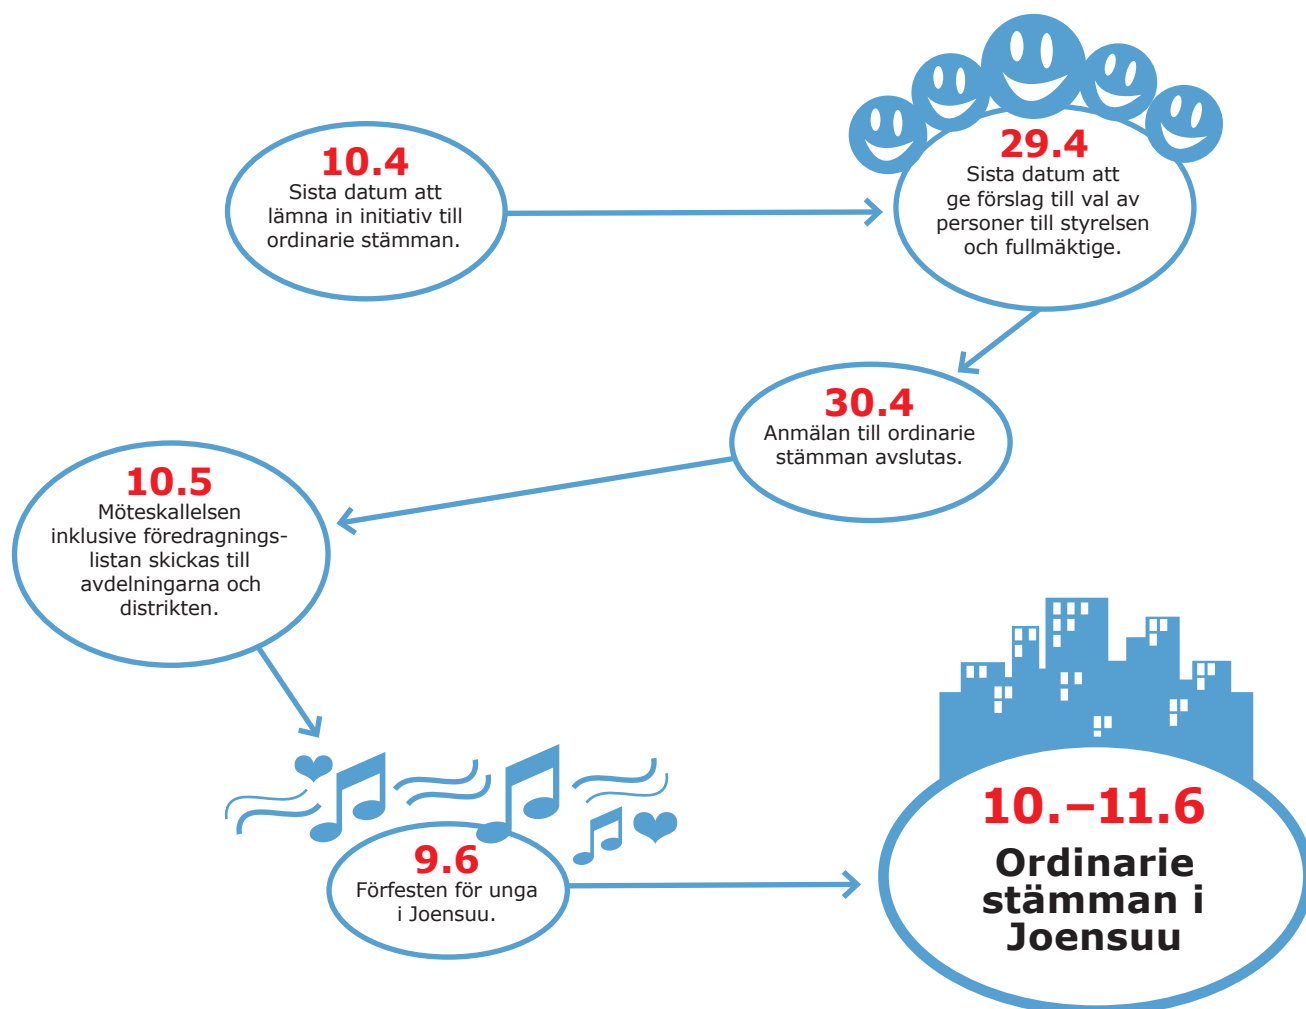 10.4
Sista datum att
lämna in initiativ till
ordinarie stämman.
29.4
Sista datum att
ge förslag till val av
personer till styrelsen
och fullmäktige.
30.4
Anmälan till ordinarie
stämman avslutas.
10.5
Möteskallelsen
inklusive föredragnings-
listan skickas till
avdelningarna och
distrikten.
9.6
Förfesten för unga
i Joensuu.
10.–11.6
Ordinarie
stämman i
Joensuu